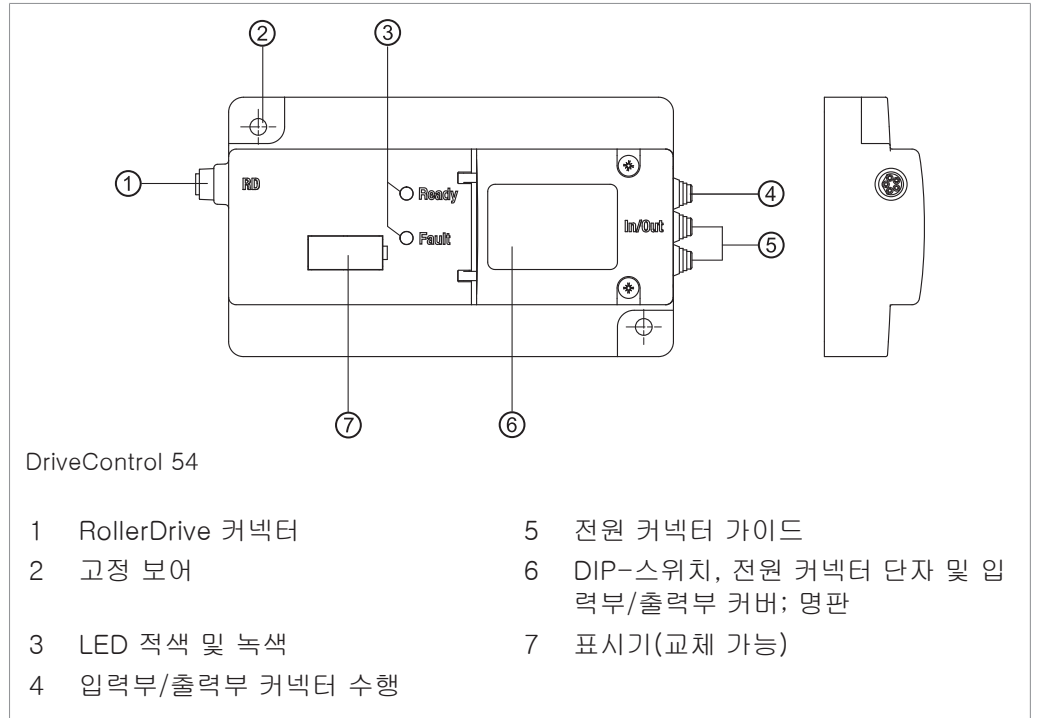 ② ③
① RD Ready ④
In/Out
Fault ⑤
⑦ ⑥
DriveControl 54
1 RollerDrive 커넥터
2 고정 보어
3 LED 적색 및 녹색
4 입력부/출력부 커넥터 수행
5 전원 커넥터 가이드
6 DIP-스위치, 전원 커넥터 단자 및 입
력부/출력부 커버; 명판
7 표시기(교체 가능)